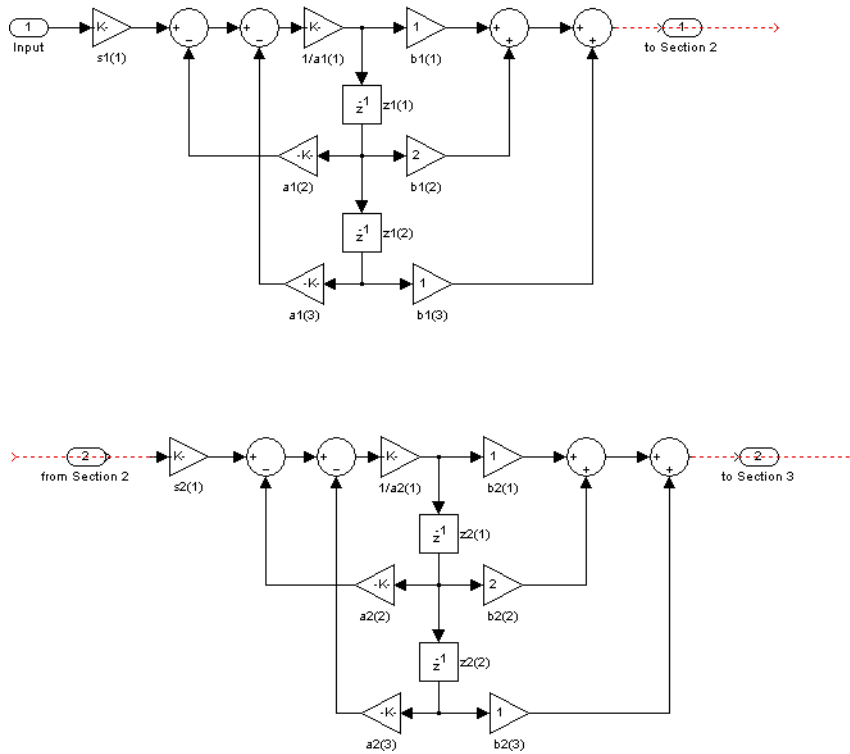 1 K- + − + − K- 1 + + + + 1
Input s1(1) 1/a1(1) b1(1) to Section 2
z⁻¹ z1(1)
-K- 2
a1(2) b1(2)
z⁻¹ z1(2)
-K- 1
a1(3) b1(3)
2 K- + − + − K- 1 + + + + 2
from Section 2 s2(1) 1/a2(1) b2(1) to Section 3
z⁻¹ z2(1)
-K- 2
a2(2) b2(2)
z⁻¹ z2(2)
-K- 1
a2(3) b2(3)